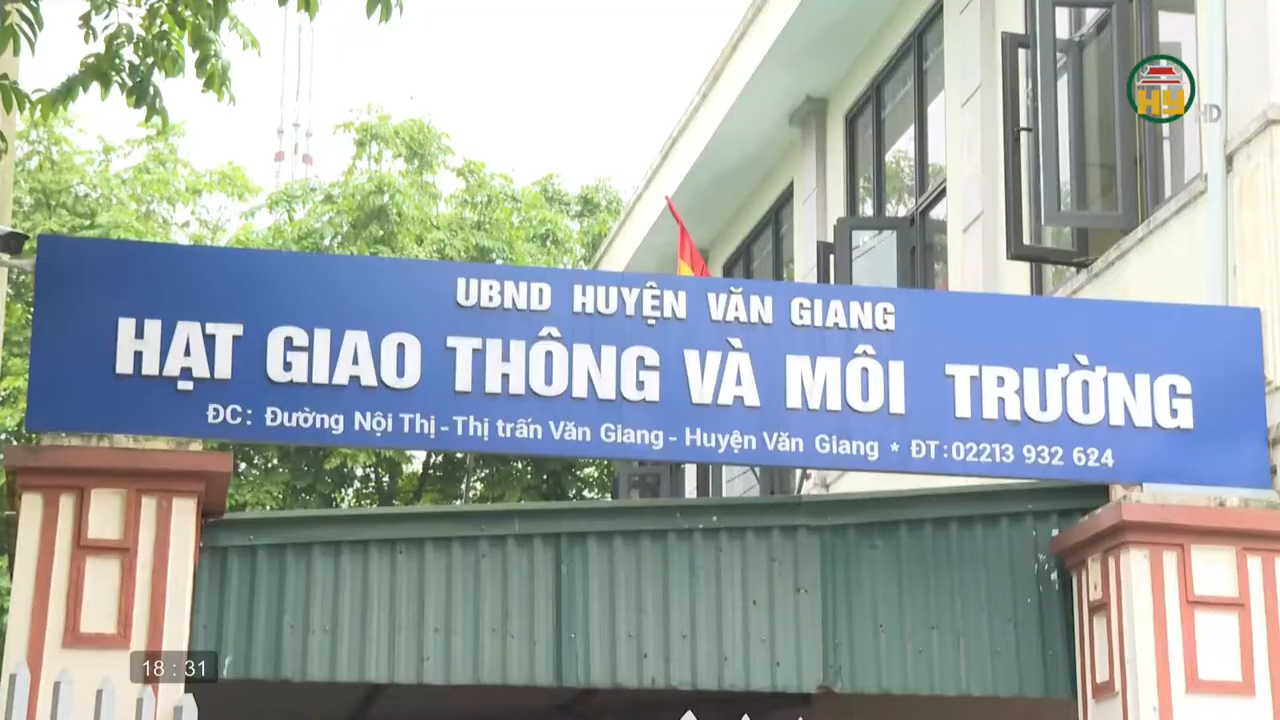 HY HD
UBND HUYỆN VĂN GIANG
HẠT GIAO THÔNG VÀ MÔI TRƯỜNG
ĐC: Đường Nội Thị - Thị trấn Văn Giang - Huyện Văn Giang * ĐT: 02213 932 624
18 : 31